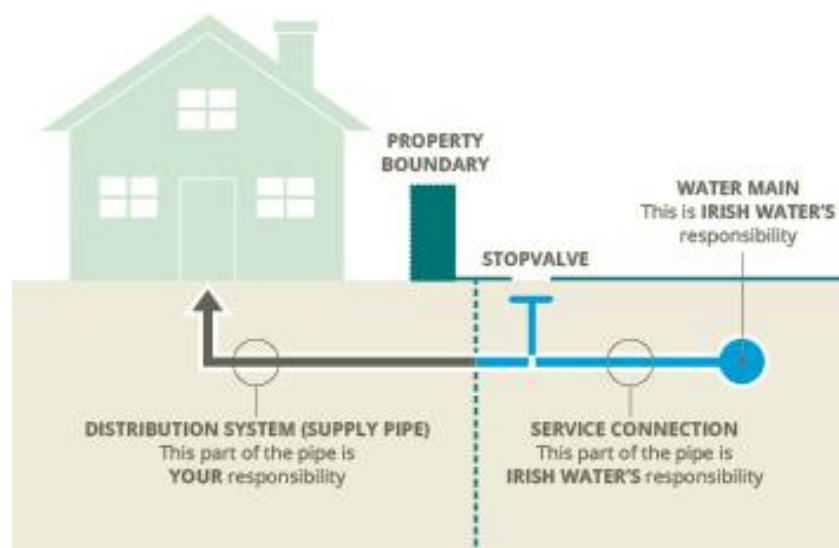 PROPERTY
BOUNDARY
WATER MAIN
This is IRISH WATER'S
responsibility
STOPVALVE
DISTRIBUTION SYSTEM (SUPPLY PIPE)
This part of the pipe is
YOUR responsibility
SERVICE CONNECTION
This part of the pipe is
IRISH WATER'S responsibility